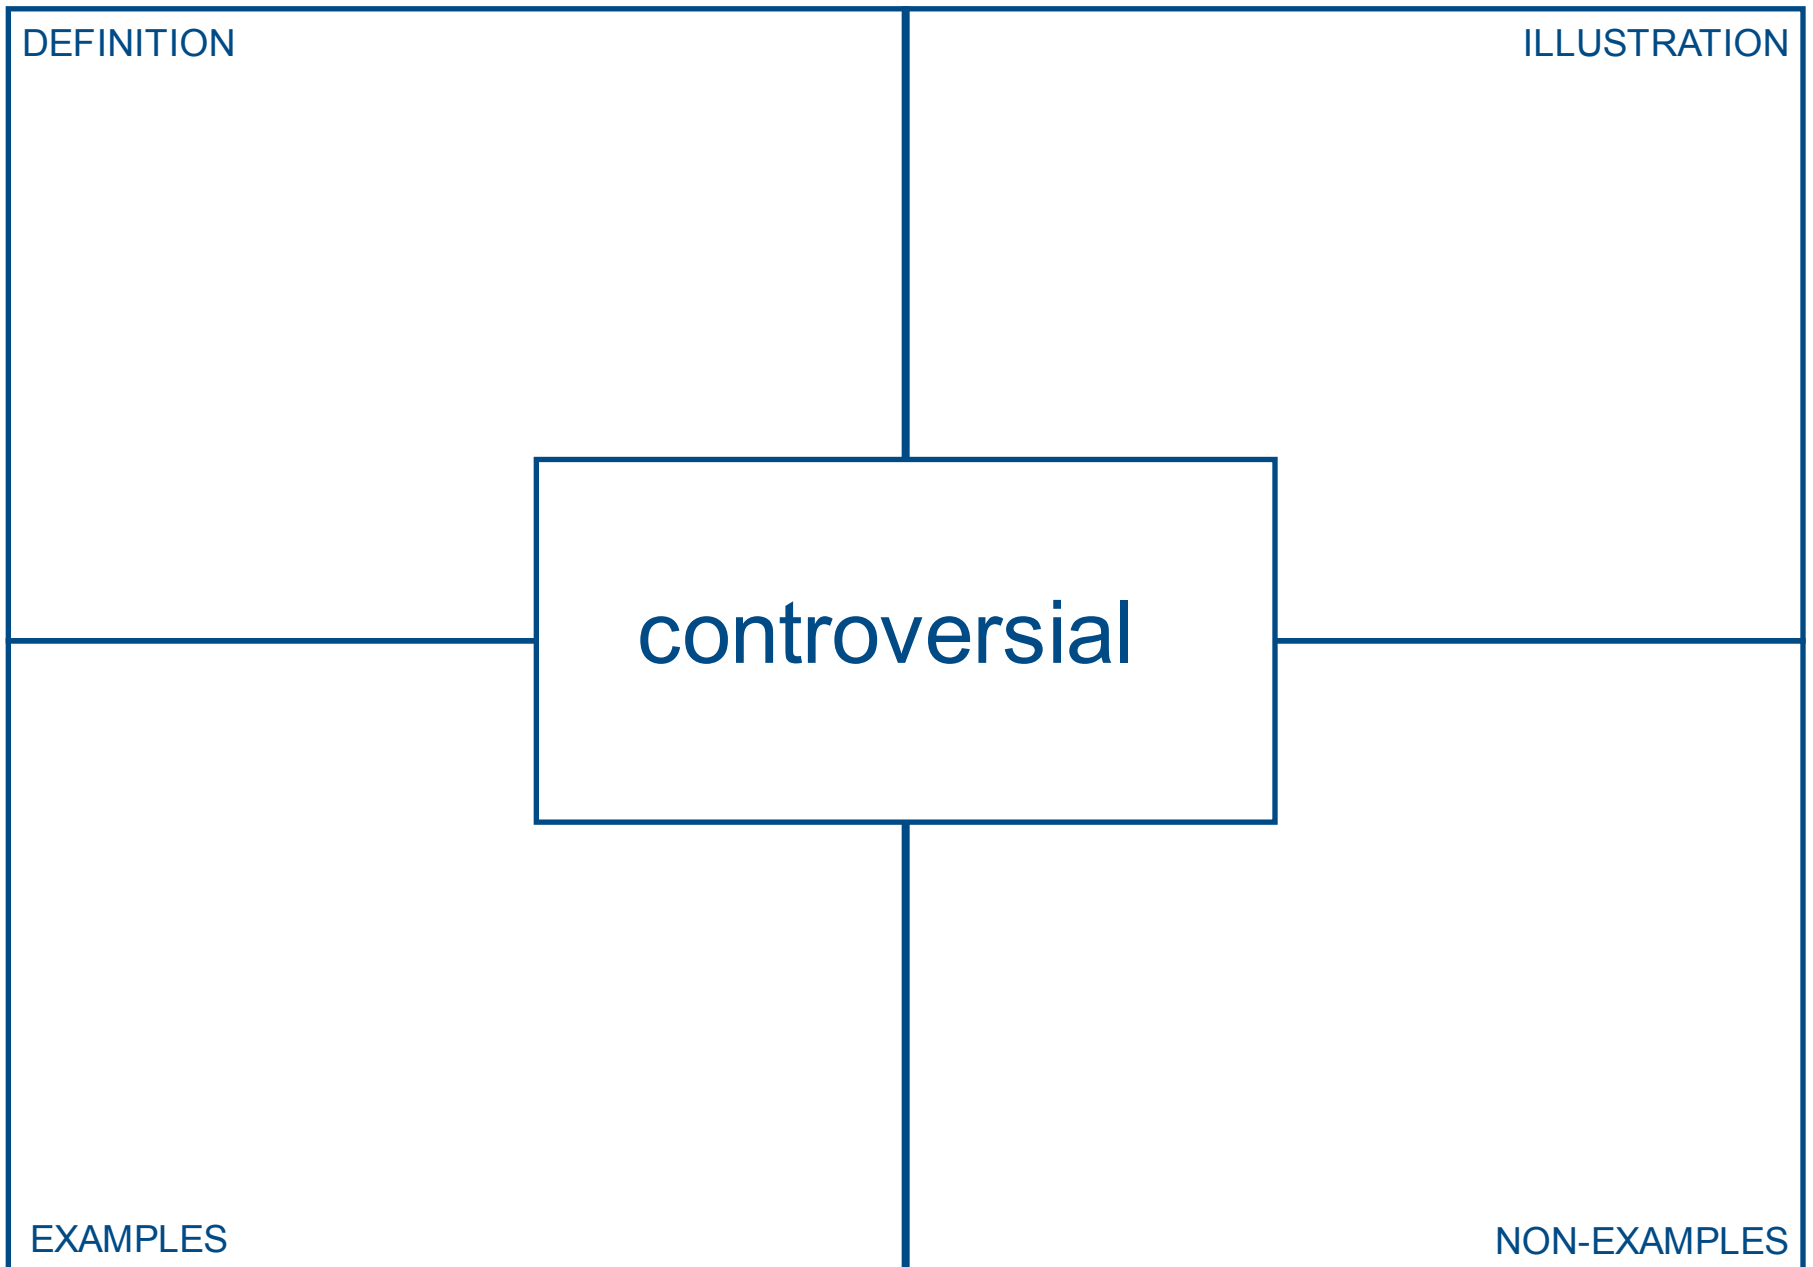 DEFINITION
ILLUSTRATION
controversial
EXAMPLES
NON-EXAMPLES